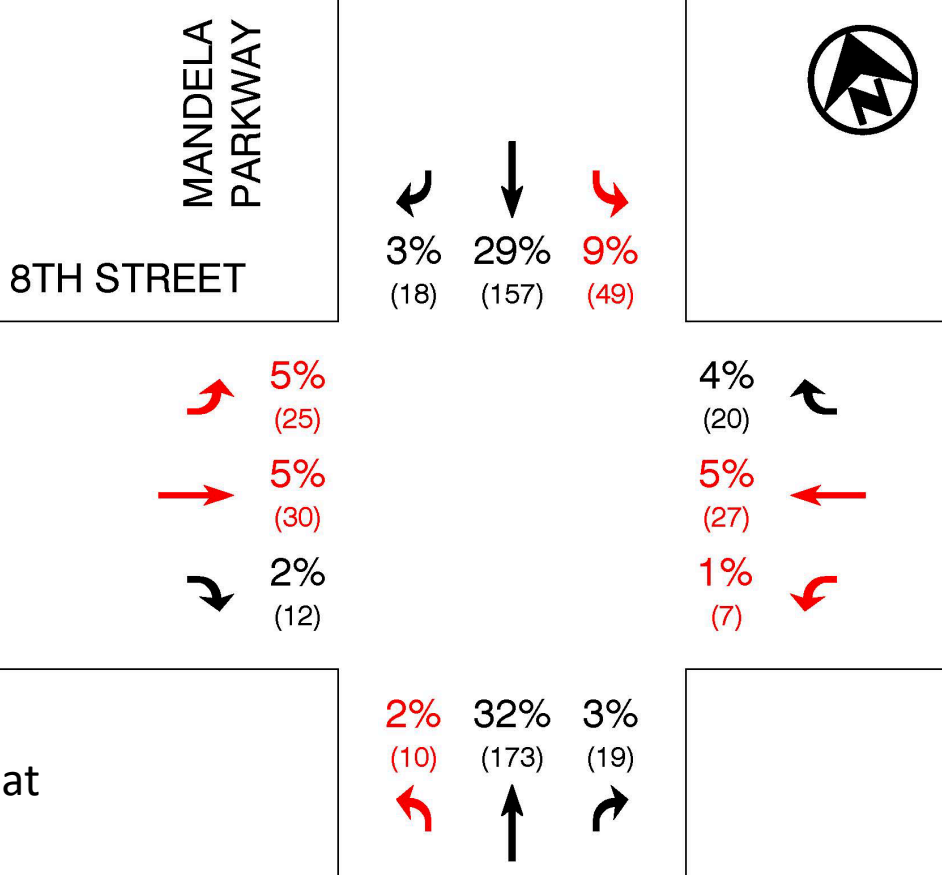 MANDELA
PARKWAY
8TH STREET
3% 29% 9%
(18) (157) (49)
5%
(25)
5%
(30)
2%
(12)
4%
(20)
5%
(27)
1%
(7)
2% 32% 3%
(10) (173) (19)
at
N